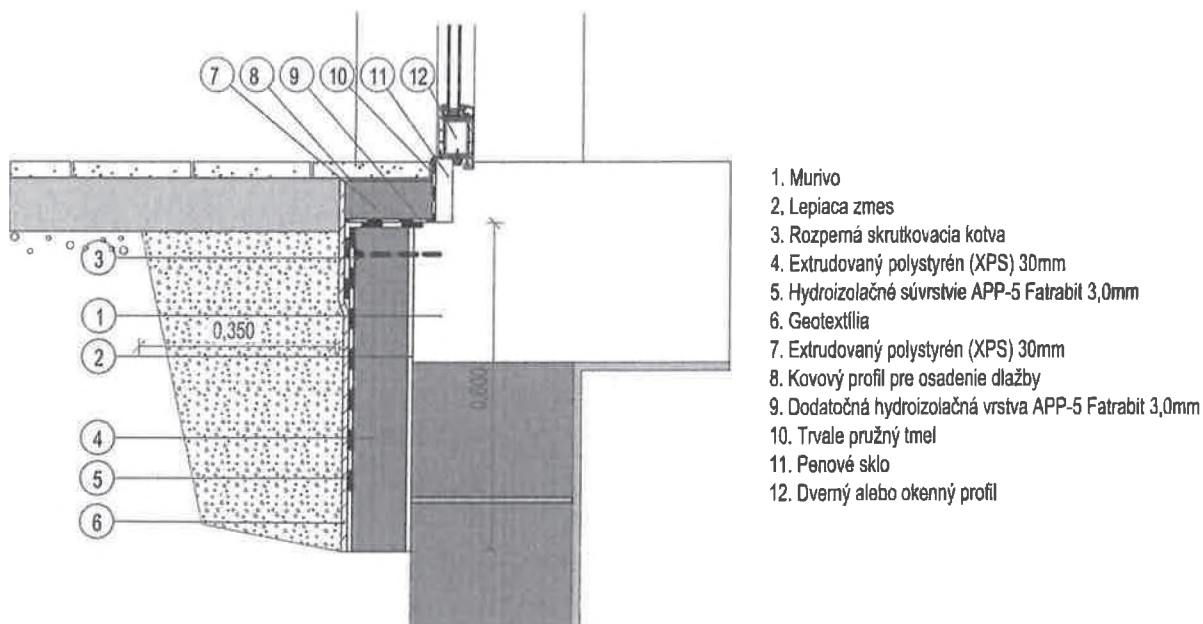 7 8 9 10 11 12
3
1
0,350
2
0,600
4
5
6
1. Murivo
2. Lepiaca zmes
3. Rozperná skrutkovacia kotva
4. Extrudovaný polystyrén (XPS) 30mm
5. Hydroizolačné súvrstvie APP-5 Fatrabit 3,0mm
6. Geotextília
7. Extrudovaný polystyrén (XPS) 30mm
8. Kovový profil pre osadenie dlažby
9. Dodatočná hydroizolačná vrstva APP-5 Fatrabit 3,0mm
10. Trvale pružný tmel
11. Penové sklo
12. Dverný alebo okenný profil